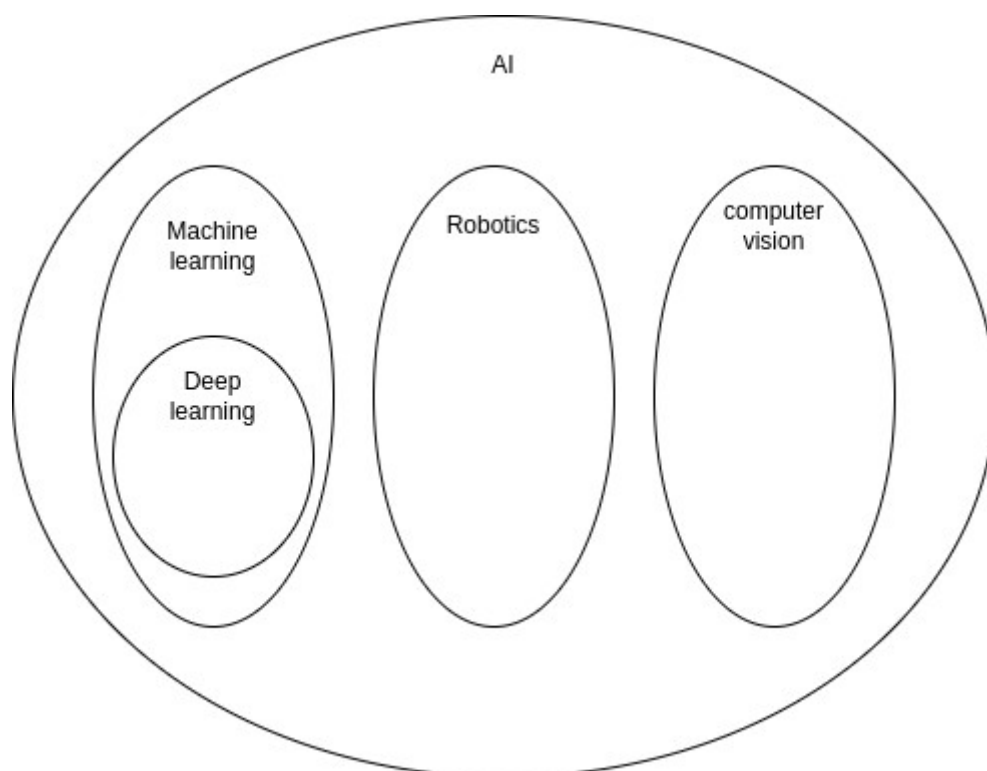 AI
Machine
learning
Robotics
computer
vision
Deep
learning